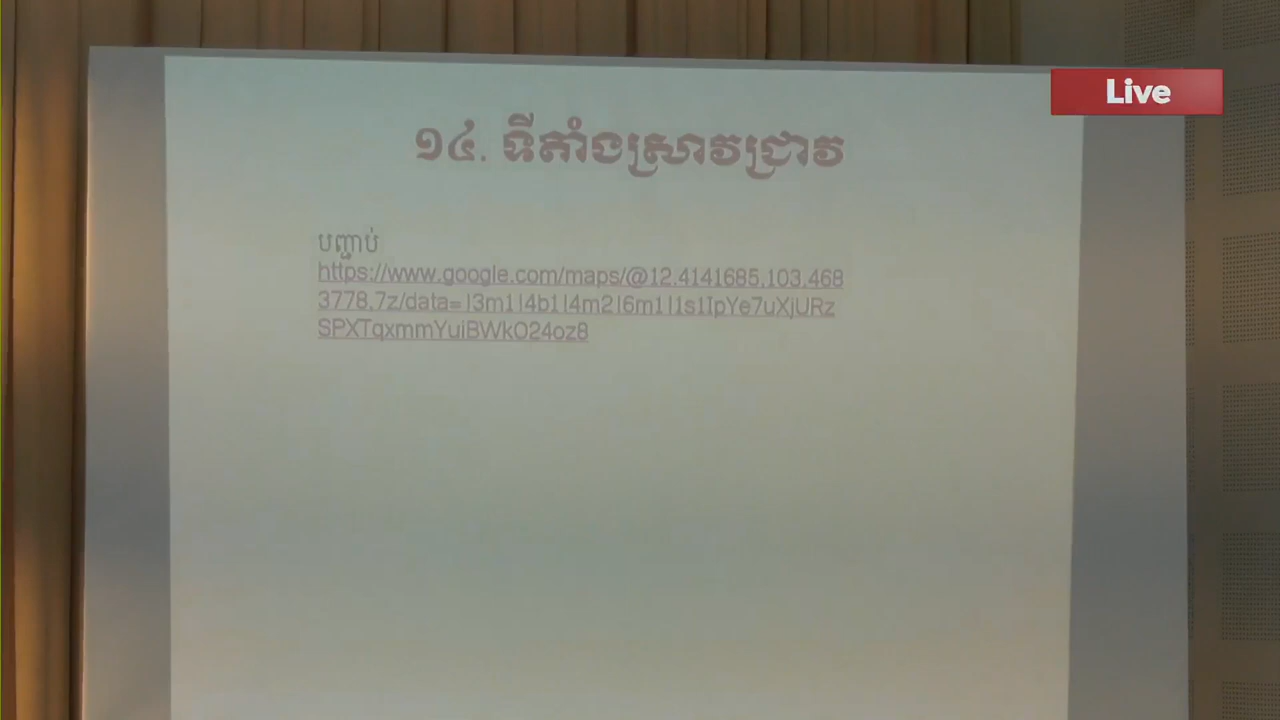 Live
១៤. ទីតាំងស្រាវជ្រាវ
បញ្ជាប់
https://www.google.com/maps/@12.4141685,103.468
3778,7z/data=!3m1!4b1!4m2!6m1!1s1IpYe7uXjURz
SPXTqxmmYuiBWkO24oz8